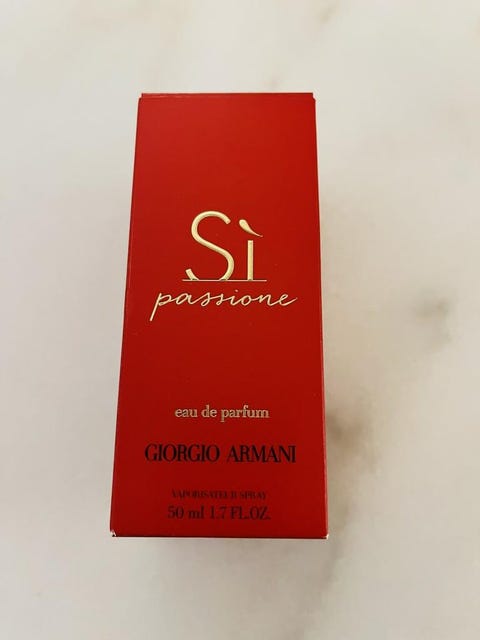 Sì
passione
eau de parfum
GIORGIO ARMANI
VAPORISATEUR SPRAY
50 ml 1.7 FL.OZ.